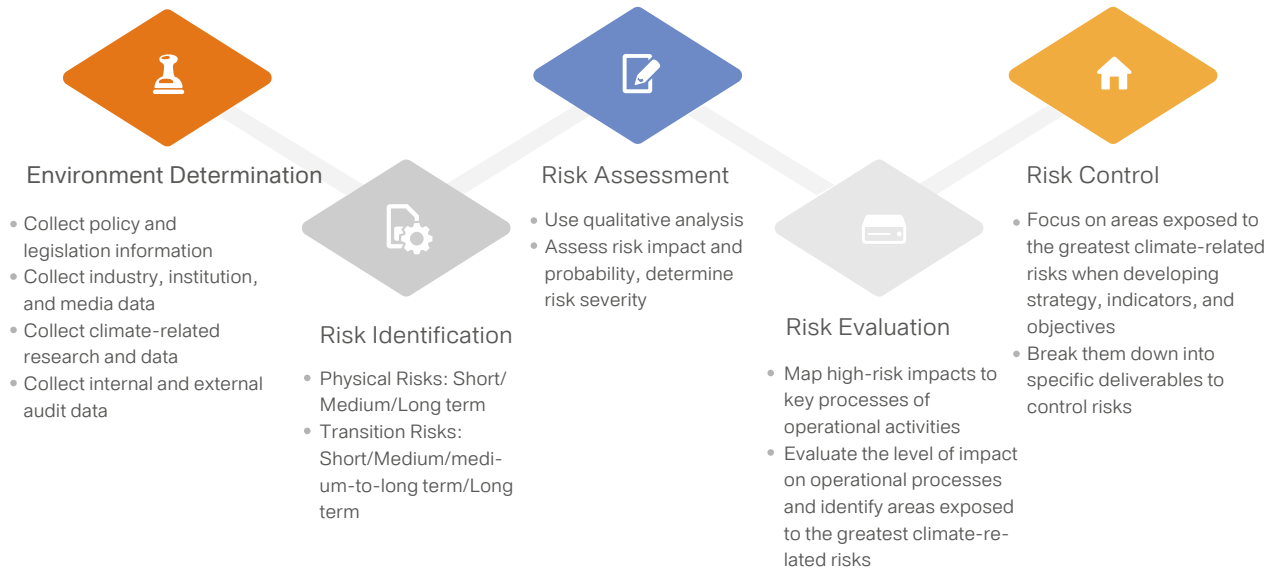 Environment Determination
• Collect policy and
legislation information
• Collect industry, institution,
and media data
• Collect climate-related
research and data
• Collect internal and external
audit data
Risk Identification
• Physical Risks: Short/
Medium/Long term
• Transition Risks:
Short/Medium/medi-
um-to-long term/Long
term
Risk Assessment
• Use qualitative analysis
• Assess risk impact and
probability, determine
risk severity
Risk Evaluation
• Map high-risk impacts to
key processes of
operational activities
• Evaluate the level of impact
on operational processes
and identify areas exposed
to the greatest climate-re-
lated risks
Risk Control
• Focus on areas exposed to
the greatest climate-related
risks when developing
strategy, indicators, and
objectives
• Break them down into
specific deliverables to
control risks